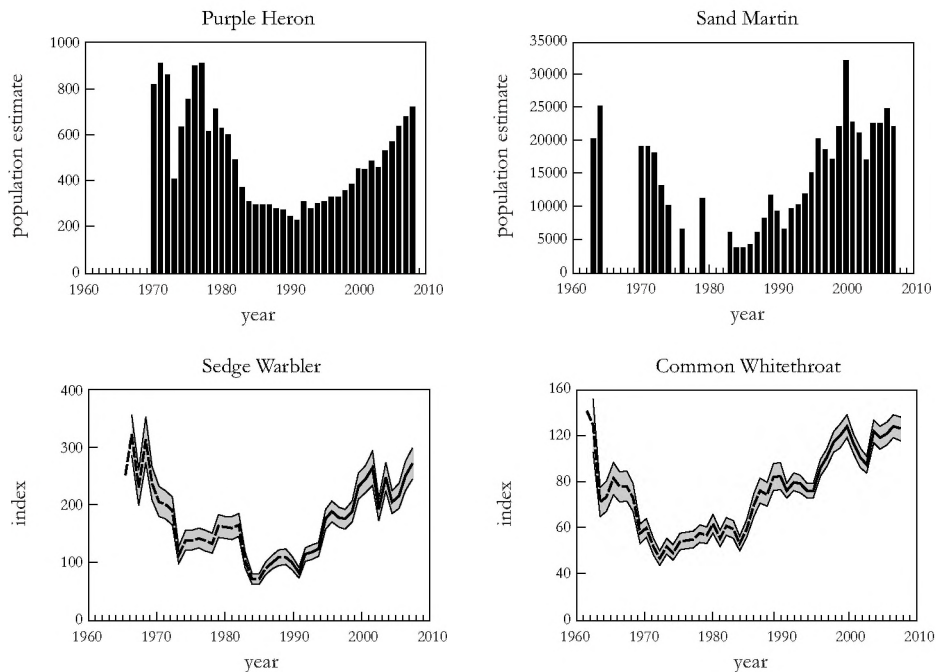 Purple Heron
1000
800
600
400
200
0
population estimate
1960 1970 1980 1990 2000 2010
year
Sand Martin
35000
30000
25000
20000
15000
10000
5000
0
population estimate
1960 1970 1980 1990 2000 2010
year
Sedge Warbler
400
300
200
100
0
index
1960 1970 1980 1990 2000 2010
year
Common Whitethroat
160
120
80
60
40
0
index
1960 1970 1980 1990 2000 2010
year